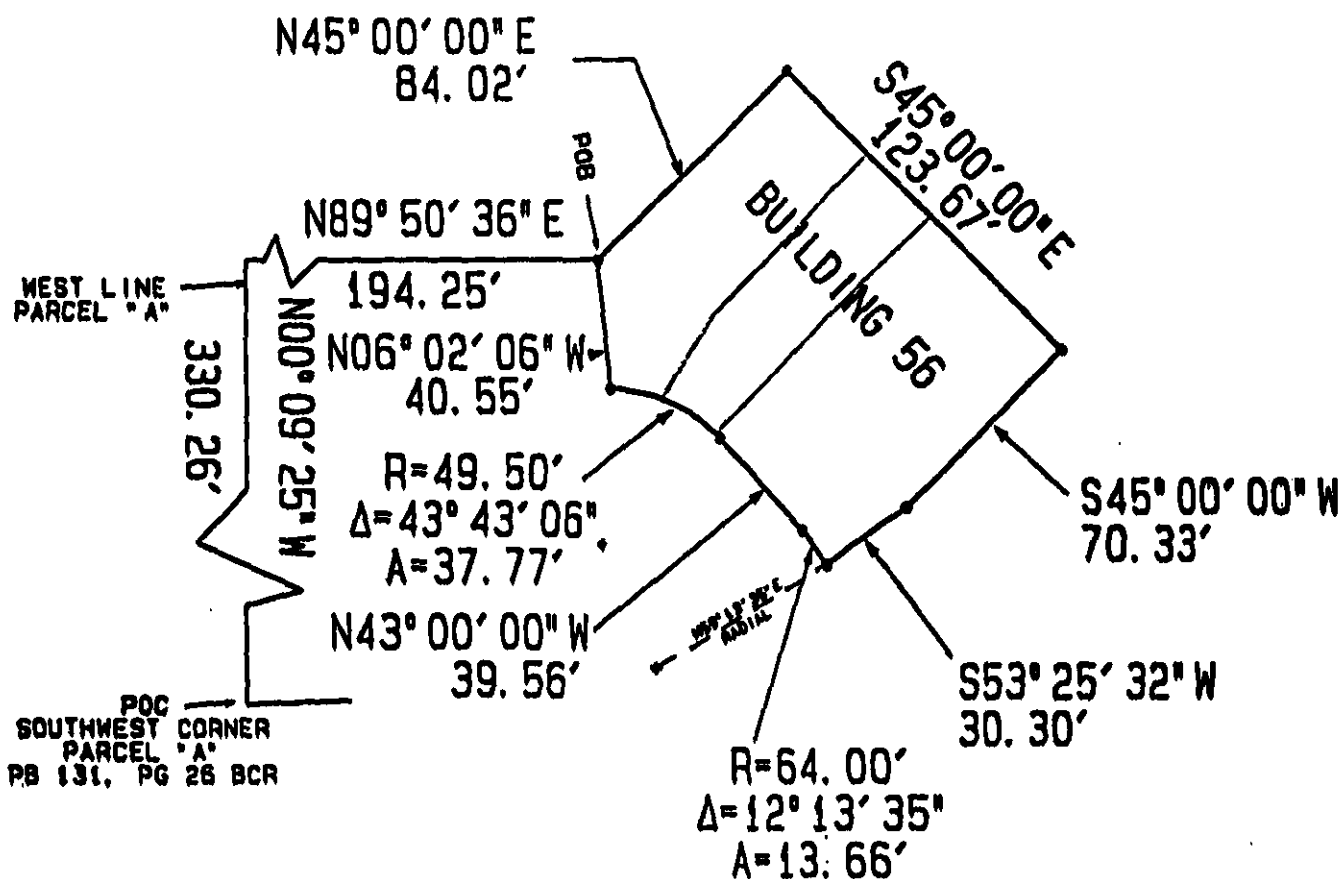 N45° 00′ 00" E
84. 02′
S45° 00′ 00" E
123. 67′
POB
BUILDING 56
N89° 50′ 36" E
194. 25′
WEST LINE
PARCEL "A"
N00° 09′ 25" W
330. 26′
N06° 02′ 06" W
40. 55′
R=49. 50′
Δ=43° 43′ 06"
A=37. 77′
S45° 00′ 00" W
70. 33′
N43° 00′ 00" W
39. 56′
RADIAL
S53° 25′ 32" W
30. 30′
POC
SOUTHWEST CORNER
PARCEL "A"
PB 131, PG 26 BCR
R=64. 00′
Δ=12° 13′ 35"
A=13. 66′